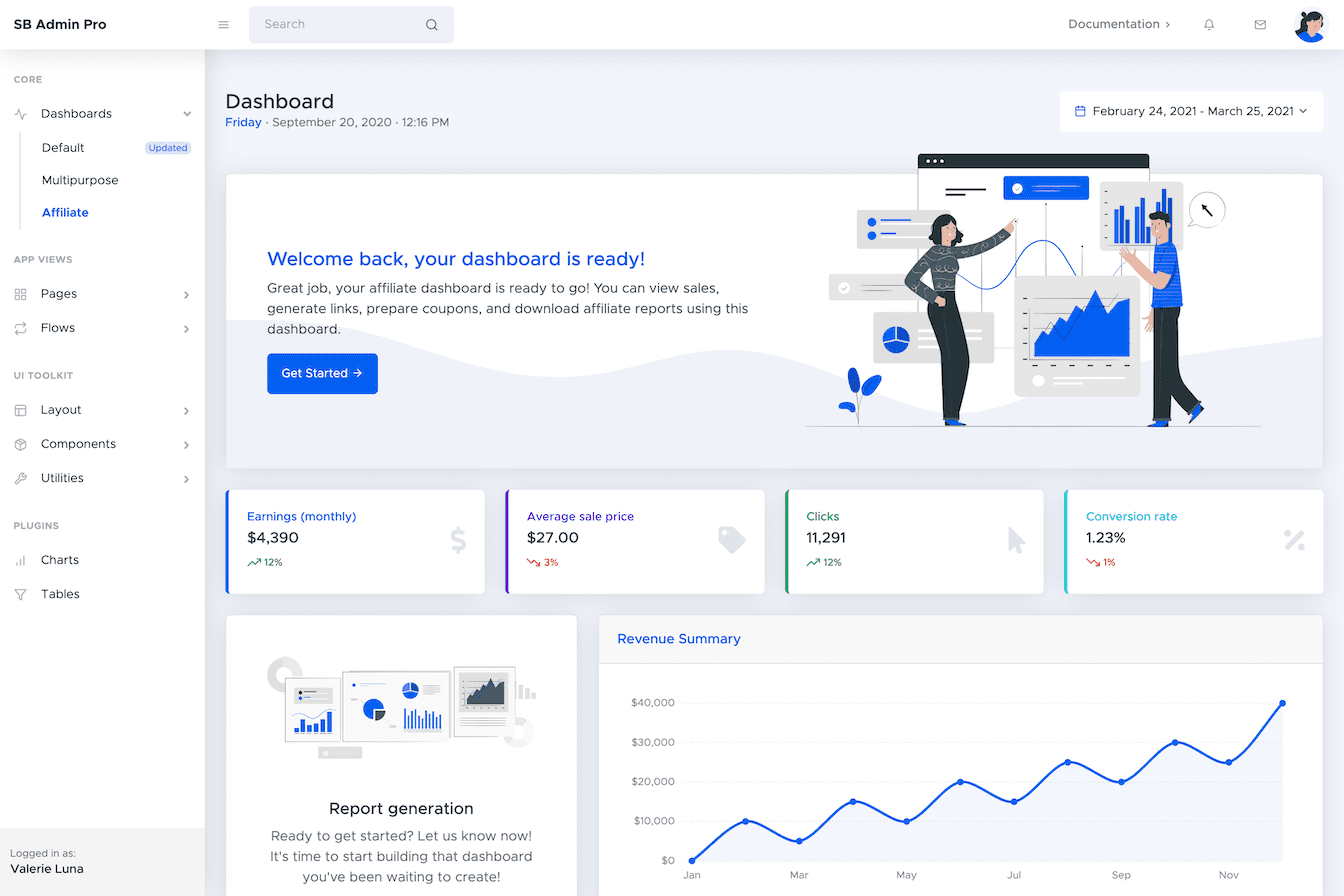 SB Admin Pro
Search
Documentation
CORE
Dashboards
Default
Updated
Multipurpose
Affiliate
APP VIEWS
Pages
Flows
UI TOOLKIT
Layout
Components
Utilities
PLUGINS
Charts
Tables
Logged in as:
Valerie Luna
Dashboard
Friday · September 20, 2020 · 12:16 PM
February 24, 2021 - March 25, 2021
Welcome back, your dashboard is ready!
Great job, your affiliate dashboard is ready to go! You can view sales,
generate links, prepare coupons, and download affiliate reports using this
dashboard.
Get Started →
Earnings (monthly)
$4,390
12%
Average sale price
$27.00
3%
Clicks
11,291
12%
Conversion rate
1.23%
1%
Report generation
Ready to get started? Let us know now!
It's time to start building that dashboard
you've been waiting to create!
Revenue Summary
$40,000
$30,000
$20,000
$10,000
$0
Jan Mar May Jul Sep Nov